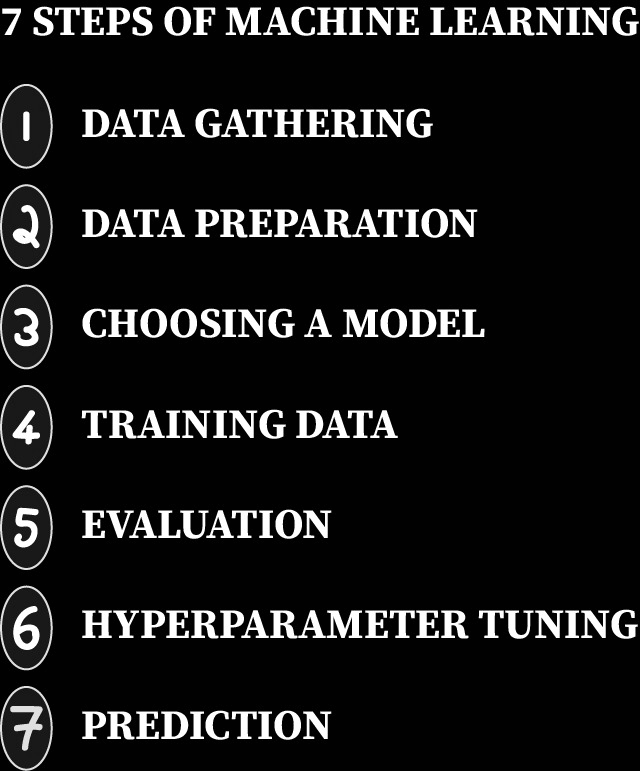 7 STEPS OF MACHINE LEARNING
1 DATA GATHERING
2 DATA PREPARATION
3 CHOOSING A MODEL
4 TRAINING DATA
5 EVALUATION
6 HYPERPARAMETER TUNING
7 PREDICTION